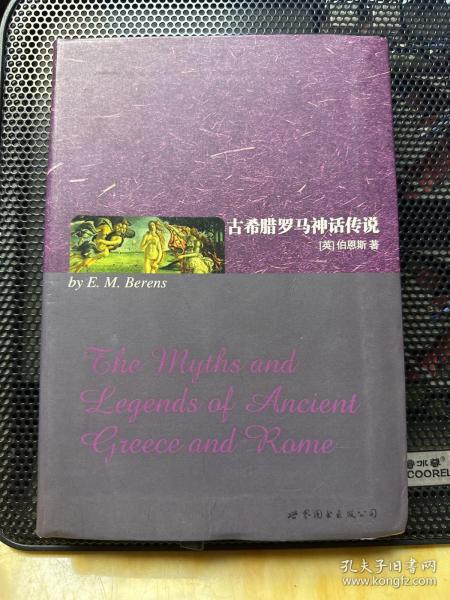 古希腊罗马神话传说
[英] 伯恩斯 著
by E. M. Berens
The Myths and
Legends of Ancient
Greece and Rome
世界图书出版公司
COOREL
孔夫子旧书网
www.kongfz.com